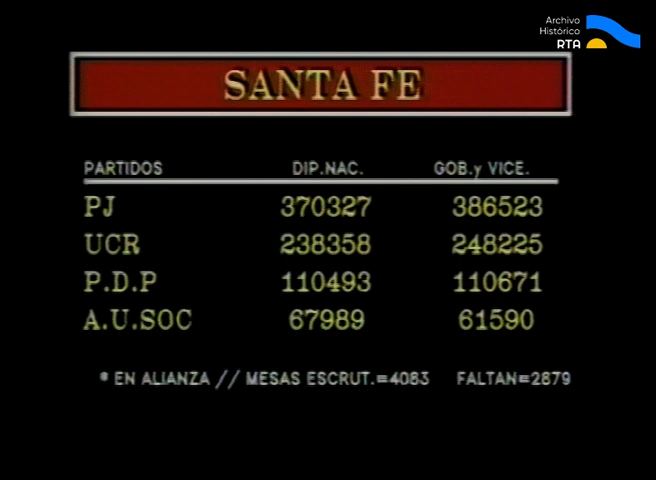 Archivo
Histórico
RTA
SANTA FE
PARTIDOS DIP.NAC. GOB.y VICE.
PJ 370327 386523
UCR 238358 248225
P.D.P 110493 110671
A.U.SOC 67989 61590
* EN ALIANZA // MESAS ESCRUT.=4083 FALTAN=2879